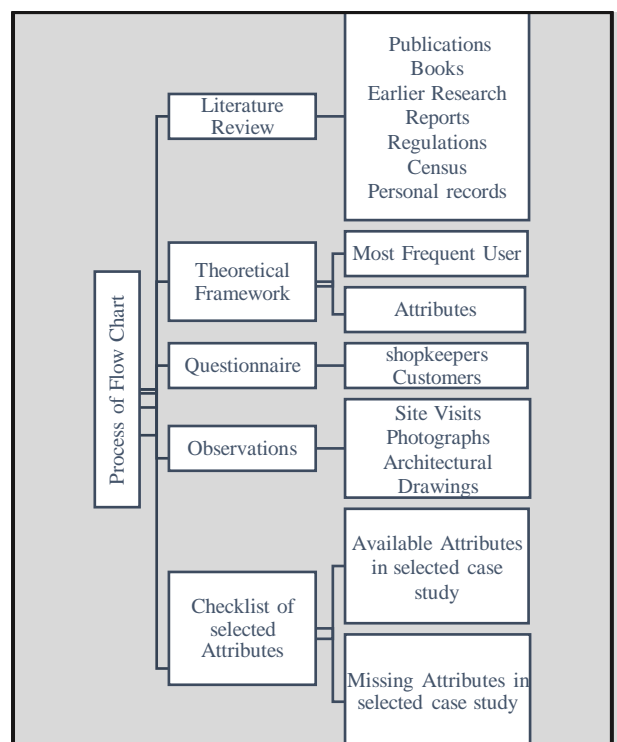 Process of Flow Chart
Literature
Review
Publications
Books
Earlier Research
Reports
Regulations
Census
Personal records
Theoretical
Framework
Most Frequent User
Attributes
Questionnaire
shopkeepers
Customers
Observations
Site Visits
Photographs
Architectural
Drawings
Checklist of
selected
Attributes
Available Attributes
in selected case
study
Missing Attributes in
selected case study